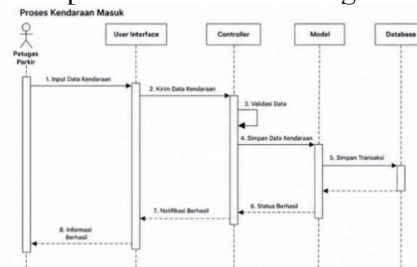 Proses Kendaraan Masuk
User Interface
Controller
Model
Database
Petugas
Parkir
1. Input Data Kendaraan
2. Kirim Data Kendaraan
3. Validasi Data
4. Simpan Data Kendaraan
5. Simpan Transaksi
6. Status Berhasil
7. Notifikasi Berhasil
8. Informasi
Berhasil